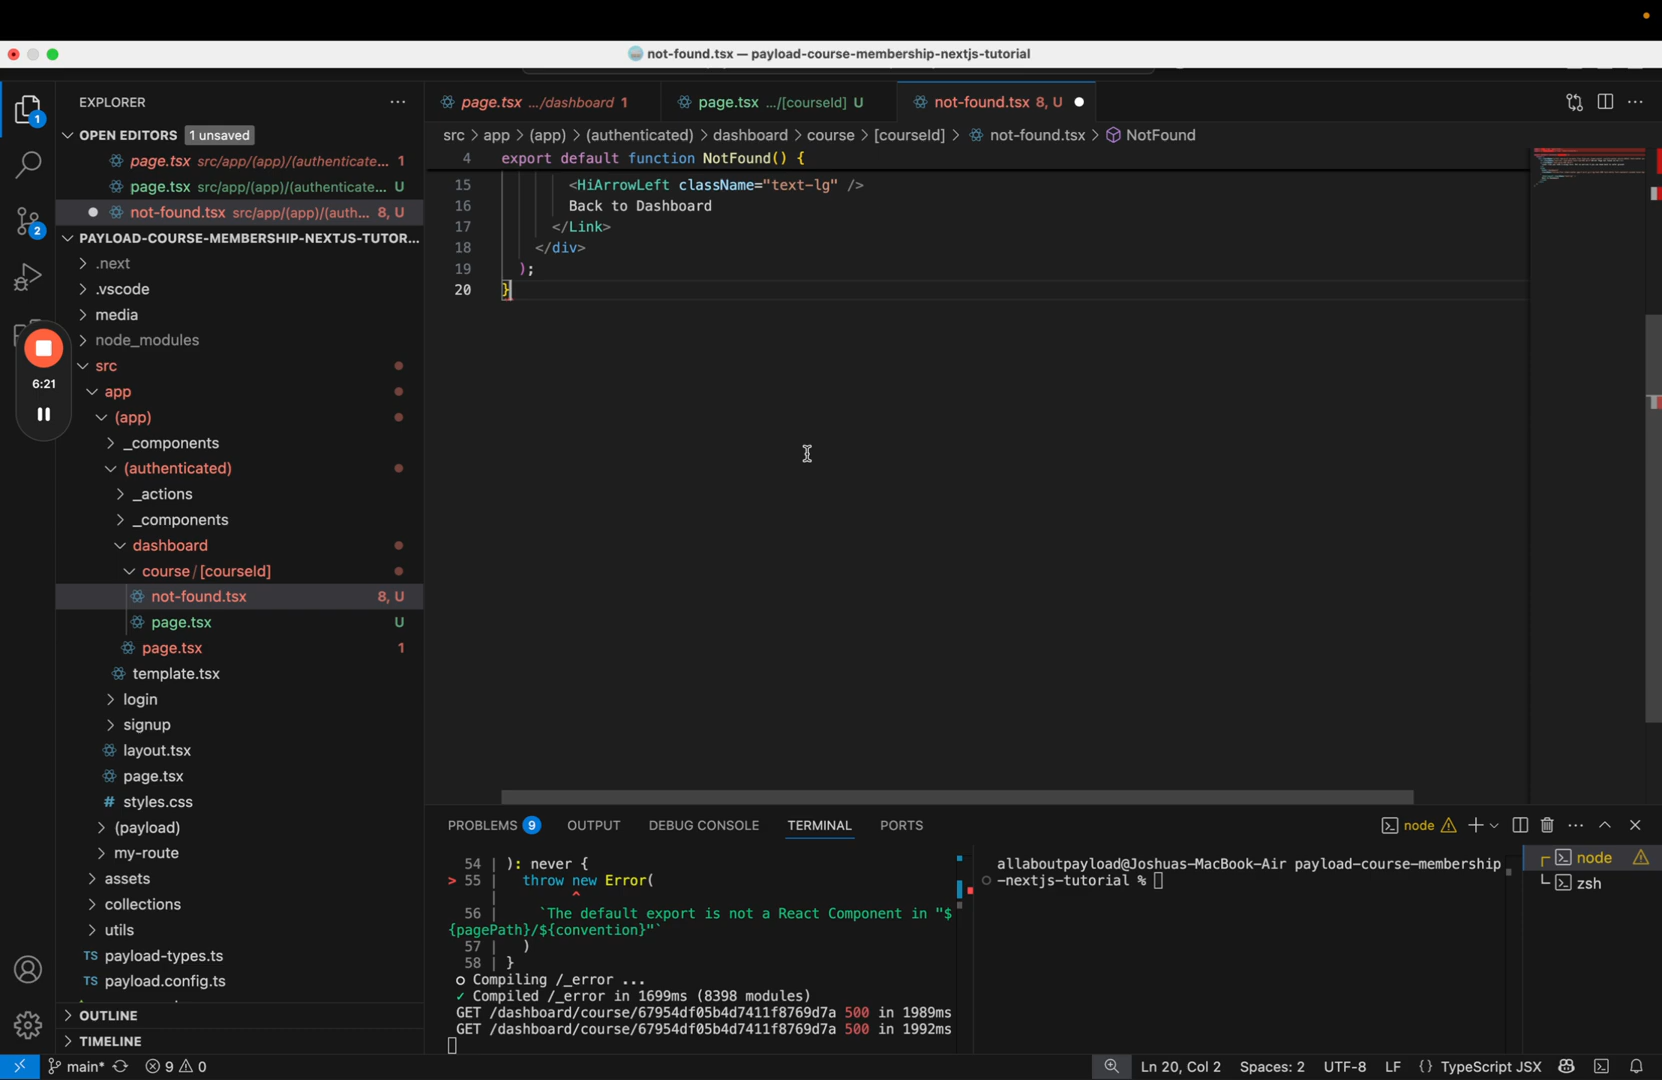 not-found.tsx — payload-course-membership-nextjs-tutorial
EXPLORER
OPEN EDITORS 1 unsaved
page.tsx src/app/(app)/(authenticate... 1
page.tsx src/app/(app)/(authenticate... U
not-found.tsx src/app/(app)/(auth... 8, U
PAYLOAD-COURSE-MEMBERSHIP-NEXTJS-TUTOR...
.next
.vscode
media
node_modules
src
app
(app)
_components
(authenticated)
_actions
_components
dashboard
course / [courseId]
not-found.tsx 8, U
page.tsx U
page.tsx 1
template.tsx
login
signup
layout.tsx
page.tsx
# styles.css
(payload)
my-route
assets
collections
utils
TS payload-types.ts
TS payload.config.ts
OUTLINE
TIMELINE
1
2
6:21
page.tsx .../dashboard 1
page.tsx .../[courseId] U
not-found.tsx 8, U
src > app > (app) > (authenticated) > dashboard > course > [courseId] > not-found.tsx > NotFound
4 export default function NotFound() {
15 <HiArrowLeft className="text-lg" />
16 Back to Dashboard
17 </Link>
18 </div>
19 );
20 }
PROBLEMS 9 OUTPUT DEBUG CONSOLE TERMINAL PORTS
node
54 | ): never {
> 55 | throw new Error(
| ^
56 | `The default export is not a React Component in "$
{pagePath}/${convention}"`
57 | )
58 | }
○ Compiling /_error ...
✓ Compiled /_error in 1699ms (8398 modules)
GET /dashboard/course/67954df05b4d7411f8769d7a 500 in 1989ms
GET /dashboard/course/67954df05b4d7411f8769d7a 500 in 1992ms
allaboutpayload@Joshuas-MacBook-Air payload-course-membership
-nextjs-tutorial %
node
zsh
main* 9 0
Ln 20, Col 2 Spaces: 2 UTF-8 LF {} TypeScript JSX